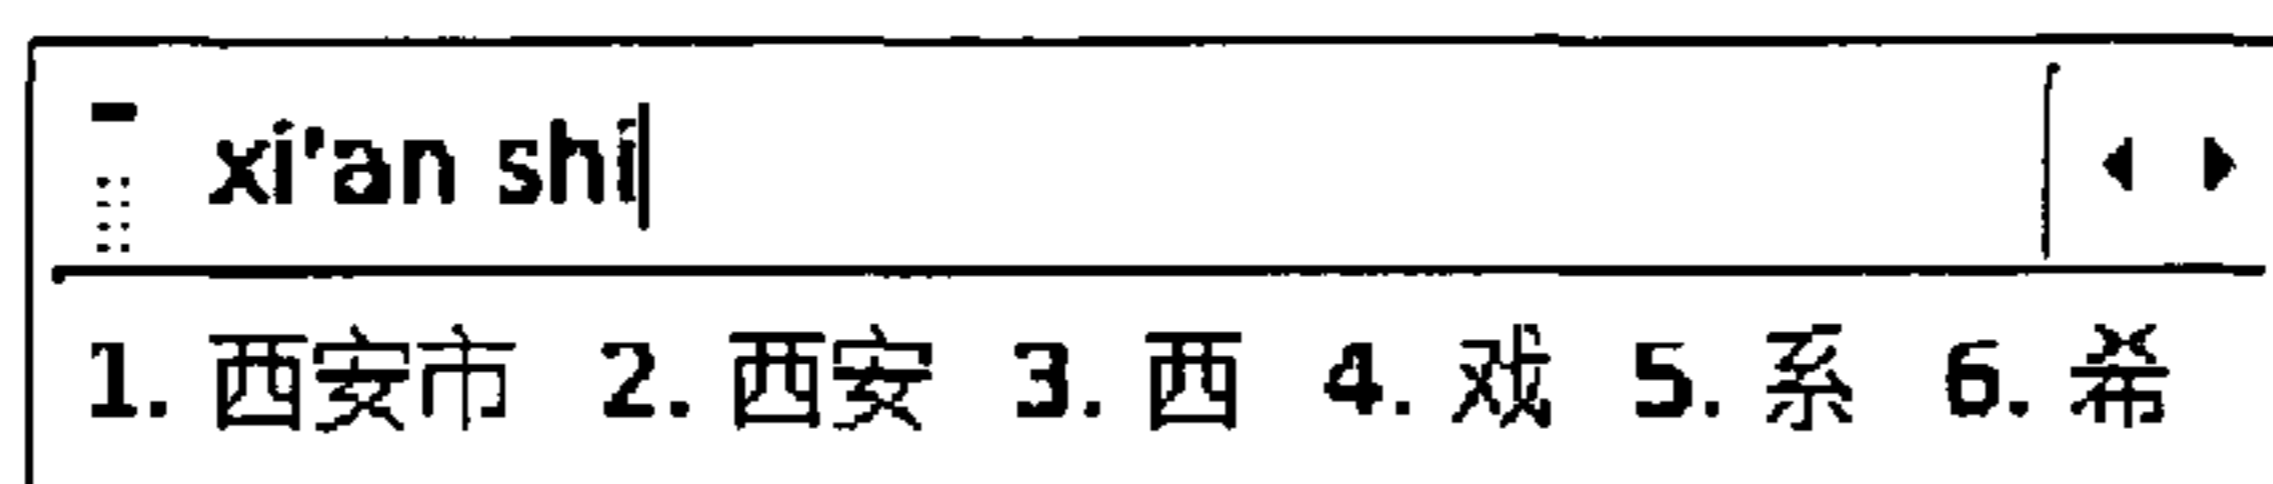 xi'an shi
1. 西安市 2. 西安 3. 西 4. 戏 5. 系 6. 希